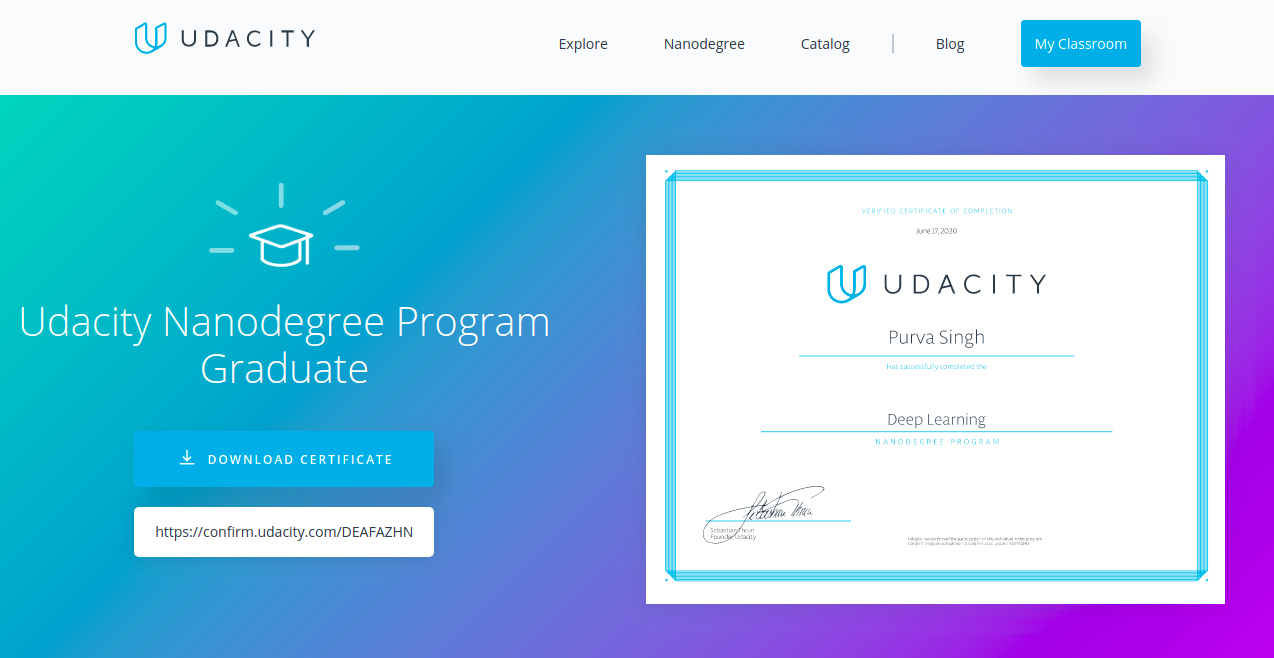 UDACITY
Explore Nanodegree Catalog Blog My Classroom
Udacity Nanodegree Program
Graduate
DOWNLOAD CERTIFICATE
https://confirm.udacity.com/DEAFAZHN
VERIFIED CERTIFICATE OF COMPLETION
June 17, 2020
UDACITY
Purva Singh
Has successfully completed the
Deep Learning
NANODEGREE PROGRAM
Sebastian Thrun
Founder, Udacity
Udacity has confirmed the participation of this individual in this program.